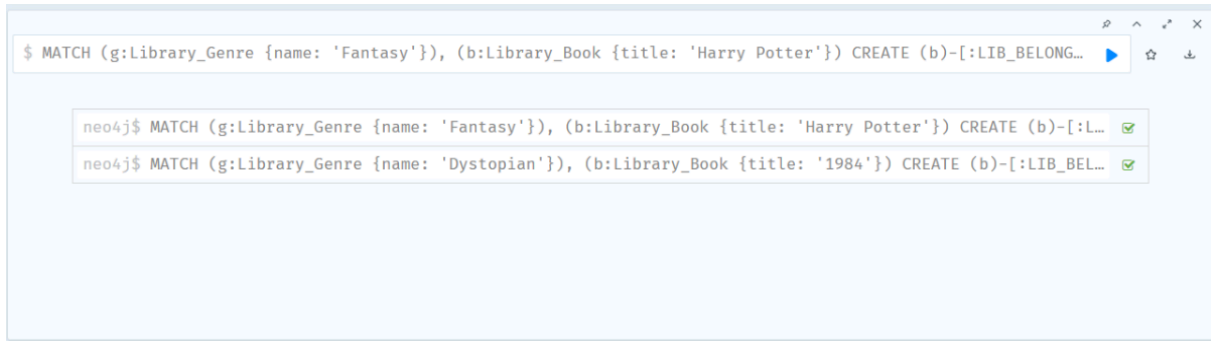 $ MATCH (g:Library_Genre {name: 'Fantasy'}), (b:Library_Book {title: 'Harry Potter'}) CREATE (b)-[:LIB_BELONG…
neo4j$ MATCH (g:Library_Genre {name: 'Fantasy'}), (b:Library_Book {title: 'Harry Potter'}) CREATE (b)-[:L…
neo4j$ MATCH (g:Library_Genre {name: 'Dystopian'}), (b:Library_Book {title: '1984'}) CREATE (b)-[:LIB_BEL…